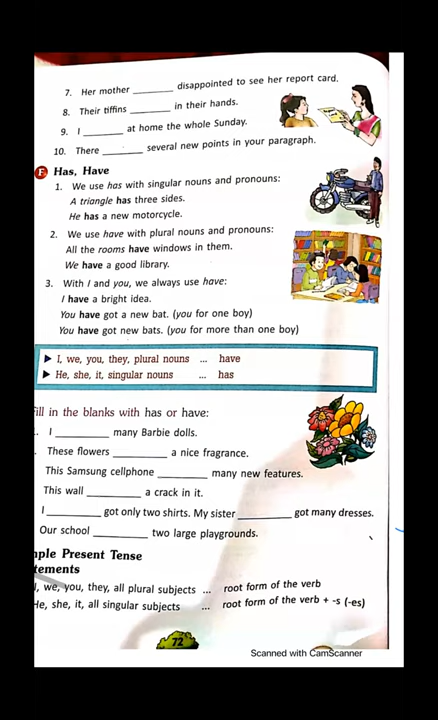 7. Her mother ________ disappointed to see her report card.
8. Their tiffins ________ in their hands.
9. I ________ at home the whole Sunday.
10. There ________ several new points in your paragraph.
F Has, Have
1. We use has with singular nouns and pronouns:
A triangle has three sides.
He has a new motorcycle.
2. We use have with plural nouns and pronouns:
All the rooms have windows in them.
We have a good library.
3. With I and you, we always use have:
I have a bright idea.
You have got a new bat. (you for one boy)
You have got new bats. (you for more than one boy)
▶ I, we, you, they, plural nouns ... have
▶ He, she, it, singular nouns ... has
ill in the blanks with has or have:
. I __________ many Barbie dolls.
. These flowers __________ a nice fragrance.
This Samsung cellphone __________ many new features.
This wall __________ a crack in it.
I __________ got only two shirts. My sister __________ got many dresses.
Our school __________ two large playgrounds.
mple Present Tense
tements
I, we, you, they, all plural subjects ... root form of the verb
He, she, it, all singular subjects ... root form of the verb + -s (-es)
72
Scanned with CamScanner